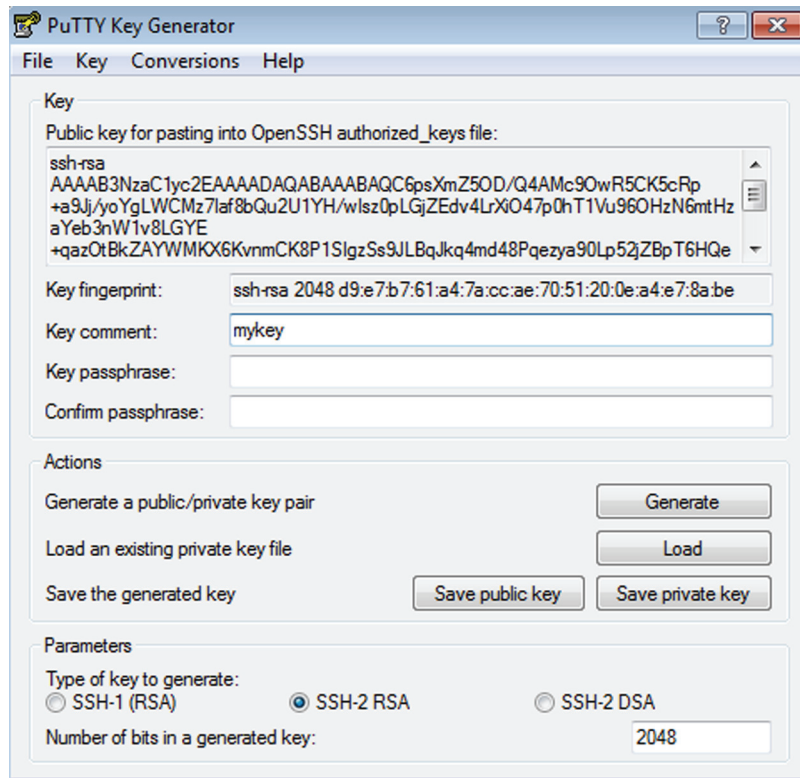 PuTTY Key Generator
File Key Conversions Help
Key
Public key for pasting into OpenSSH authorized_keys file:
ssh-rsa
AAAAB3NzaC1yc2EAAAADAQABAAABAQC6psXmZ5OD/Q4AMc9OwR5CK5cRp
+a9Jj/yoYgLWCMz7laf8bQu2U1YH/wlsz0pLGjZEdv4LrXiO47p0hT1Vu96OHzN6mtHz
aYeb3nW1v8LGYE
+qazOtBkZAYWMKX6KvnmCK8P1SlgzSs9JLBqJkq4md48Pqezya90Lp52jZBpT6HQe
Key fingerprint: ssh-rsa 2048 d9:e7:b7:61:a4:7a:cc:ae:70:51:20:0e:a4:e7:8a:be
Key comment: mykey
Key passphrase:
Confirm passphrase:
Actions
Generate a public/private key pair Generate
Load an existing private key file Load
Save the generated key Save public key Save private key
Parameters
Type of key to generate:
SSH-1 (RSA) SSH-2 RSA SSH-2 DSA
Number of bits in a generated key: 2048